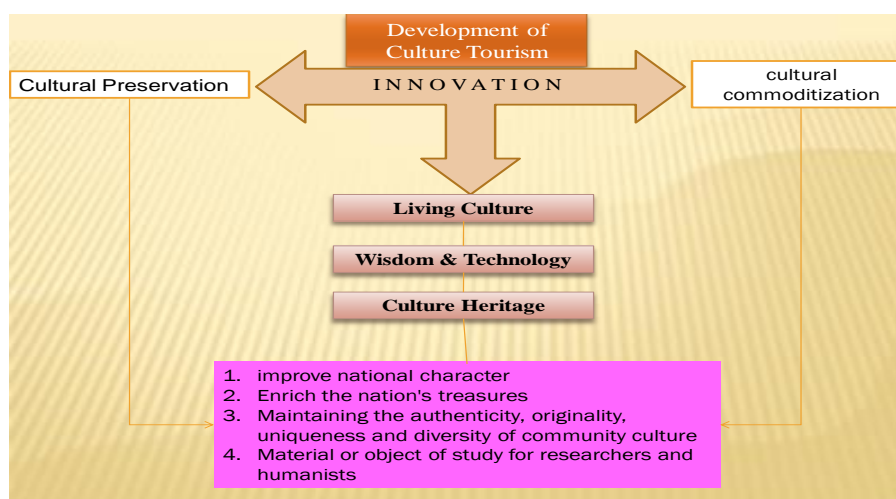 Development of
Culture Tourism
INNOVATION
Cultural Preservation
cultural
commoditization
Living Culture
Wisdom & Technology
Culture Heritage
1. improve national character
2. Enrich the nation's treasures
3. Maintaining the authenticity, originality,
uniqueness and diversity of community culture
4. Material or object of study for researchers and
humanists